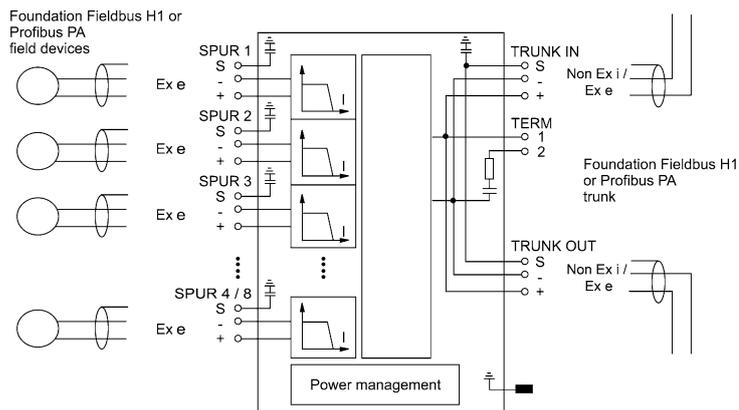 Foundation Fieldbus H1 or
Profibus PA
field devices
SPUR 1
S
-
+
Ex e
I
SPUR 2
S
-
+
Ex e
I
SPUR 3
S
-
+
Ex e
I
SPUR 4 / 8
S
-
+
Ex e
I
Power management
TRUNK IN
S
-
+
Non Ex i /
Ex e
TERM
1
2
Foundation Fieldbus H1
or Profibus PA
trunk
TRUNK OUT
S
-
+
Non Ex i /
Ex e